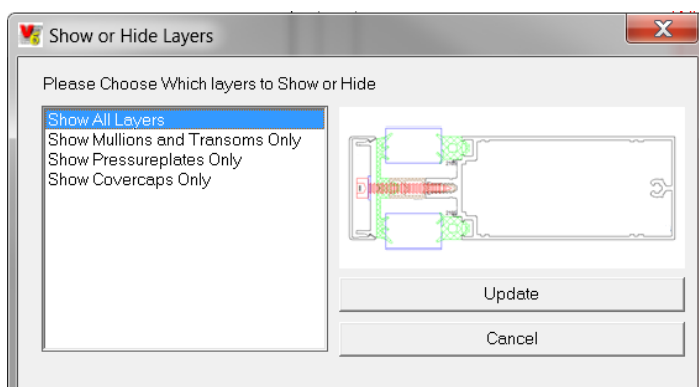 Show or Hide Layers
Please Choose Which layers to Show or Hide
Show All Layers
Show Mullions and Transoms Only
Show Pressureplates Only
Show Covercaps Only
Update
Cancel